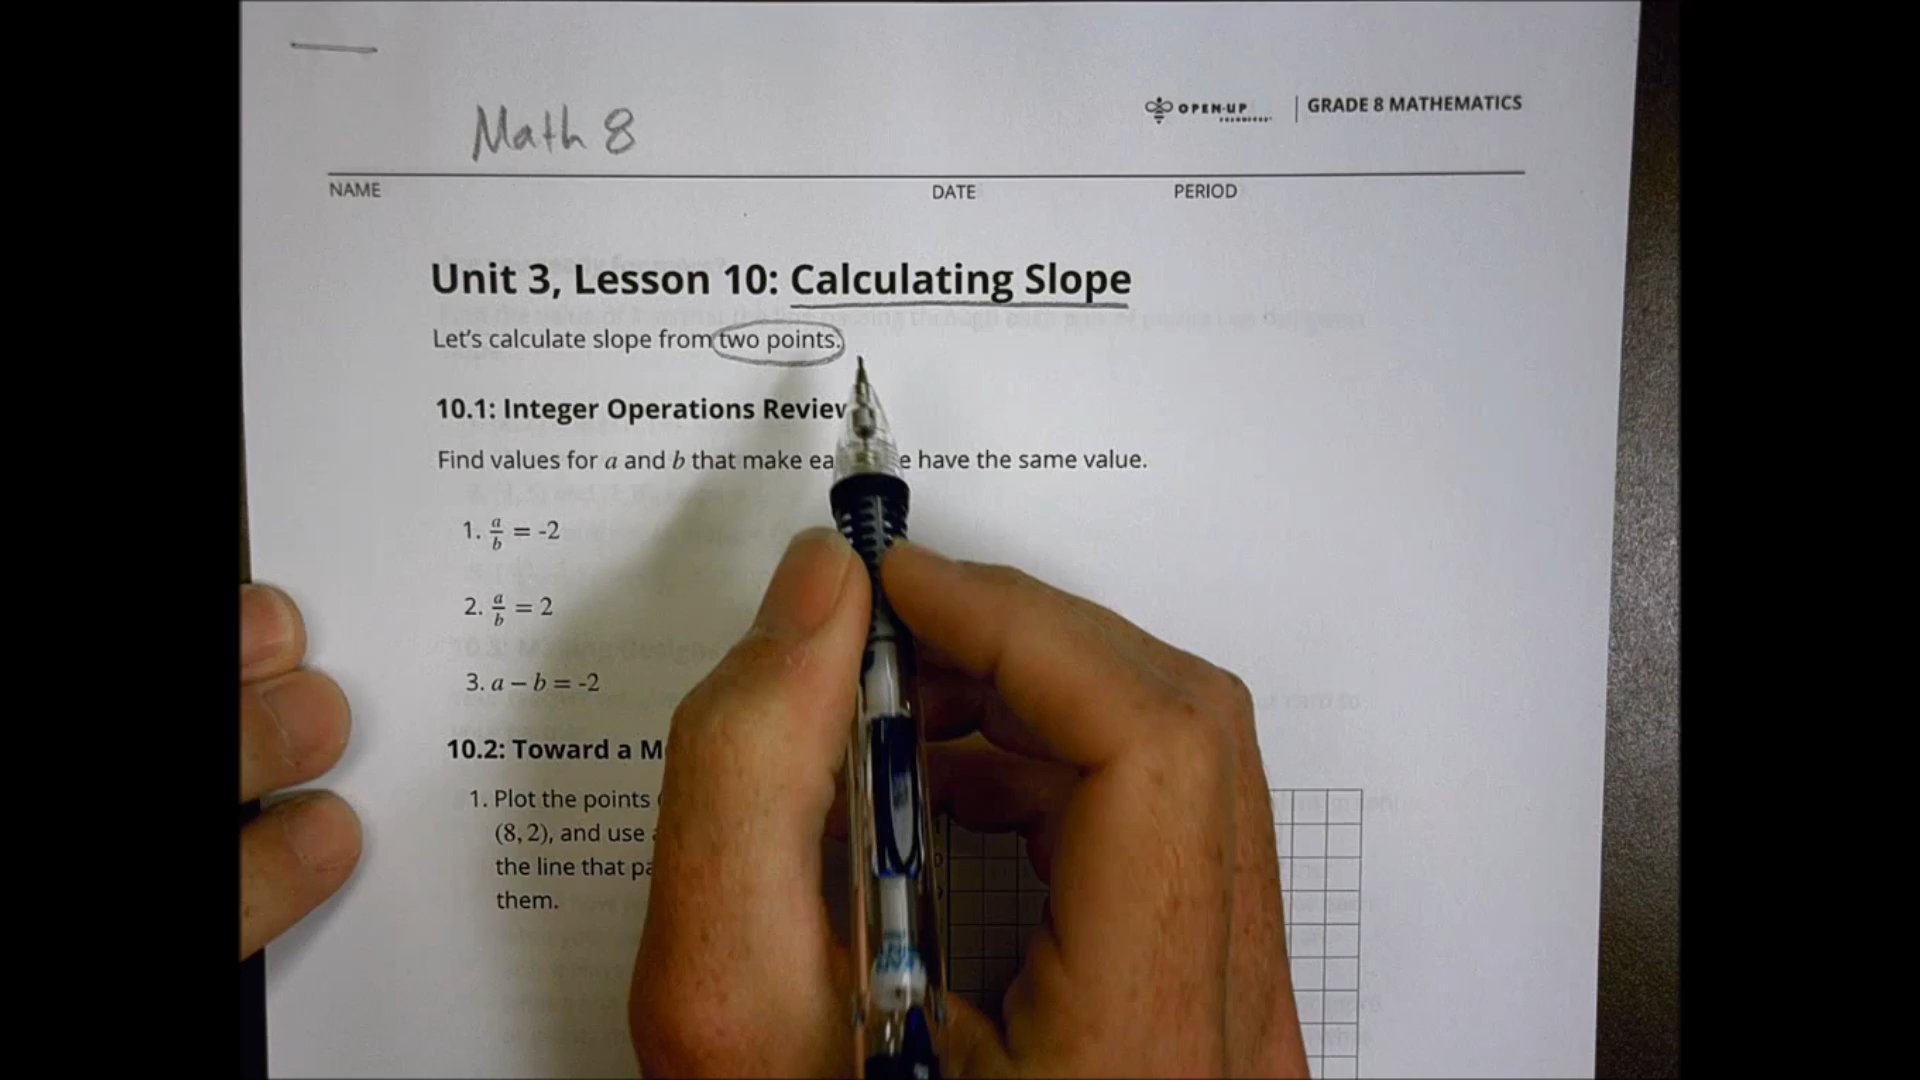 Math 8
OPEN-UP
GRADE 8 MATHEMATICS
NAME DATE PERIOD
Unit 3, Lesson 10: Calculating Slope
Let's calculate slope from two points.
10.1: Integer Operations Review
Find values for a and b that make have the same value.
1. a/b = -2
2. a/b = 2
3. a − b = -2
10.2: Toward a
1. Plot the points
(8, 2), and use
the line that
them.